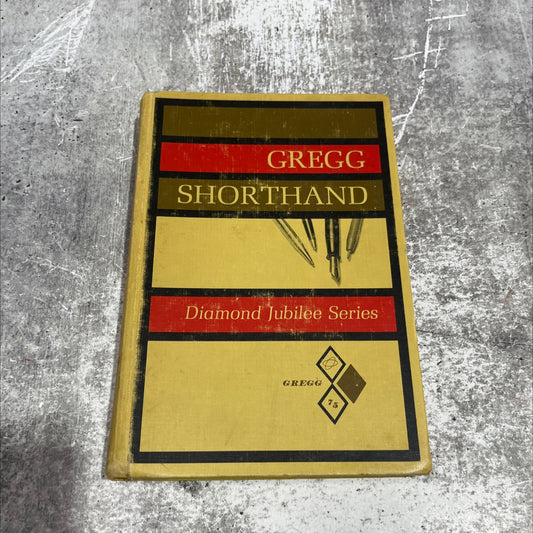 GREGG
SHORTHAND
Diamond Jubilee Series
GREGG
75